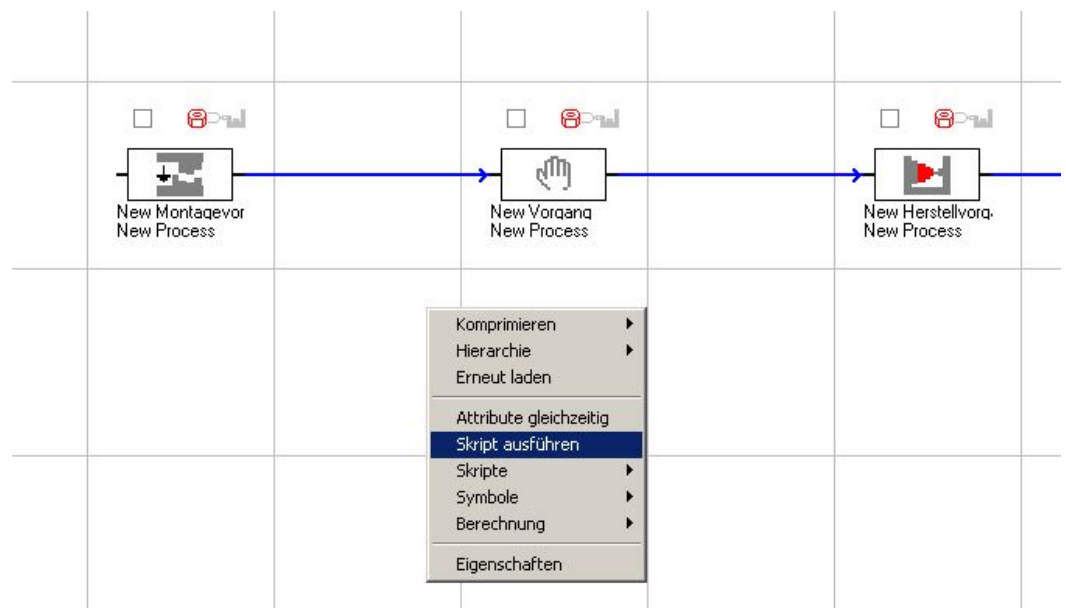 New Montagevor
New Process
New Vorgang
New Process
New Herstellvorg.
New Process
Komprimieren
Hierarchie
Erneut laden
Attribute gleichzeitig
Skript ausführen
Skripte
Symbole
Berechnung
Eigenschaften